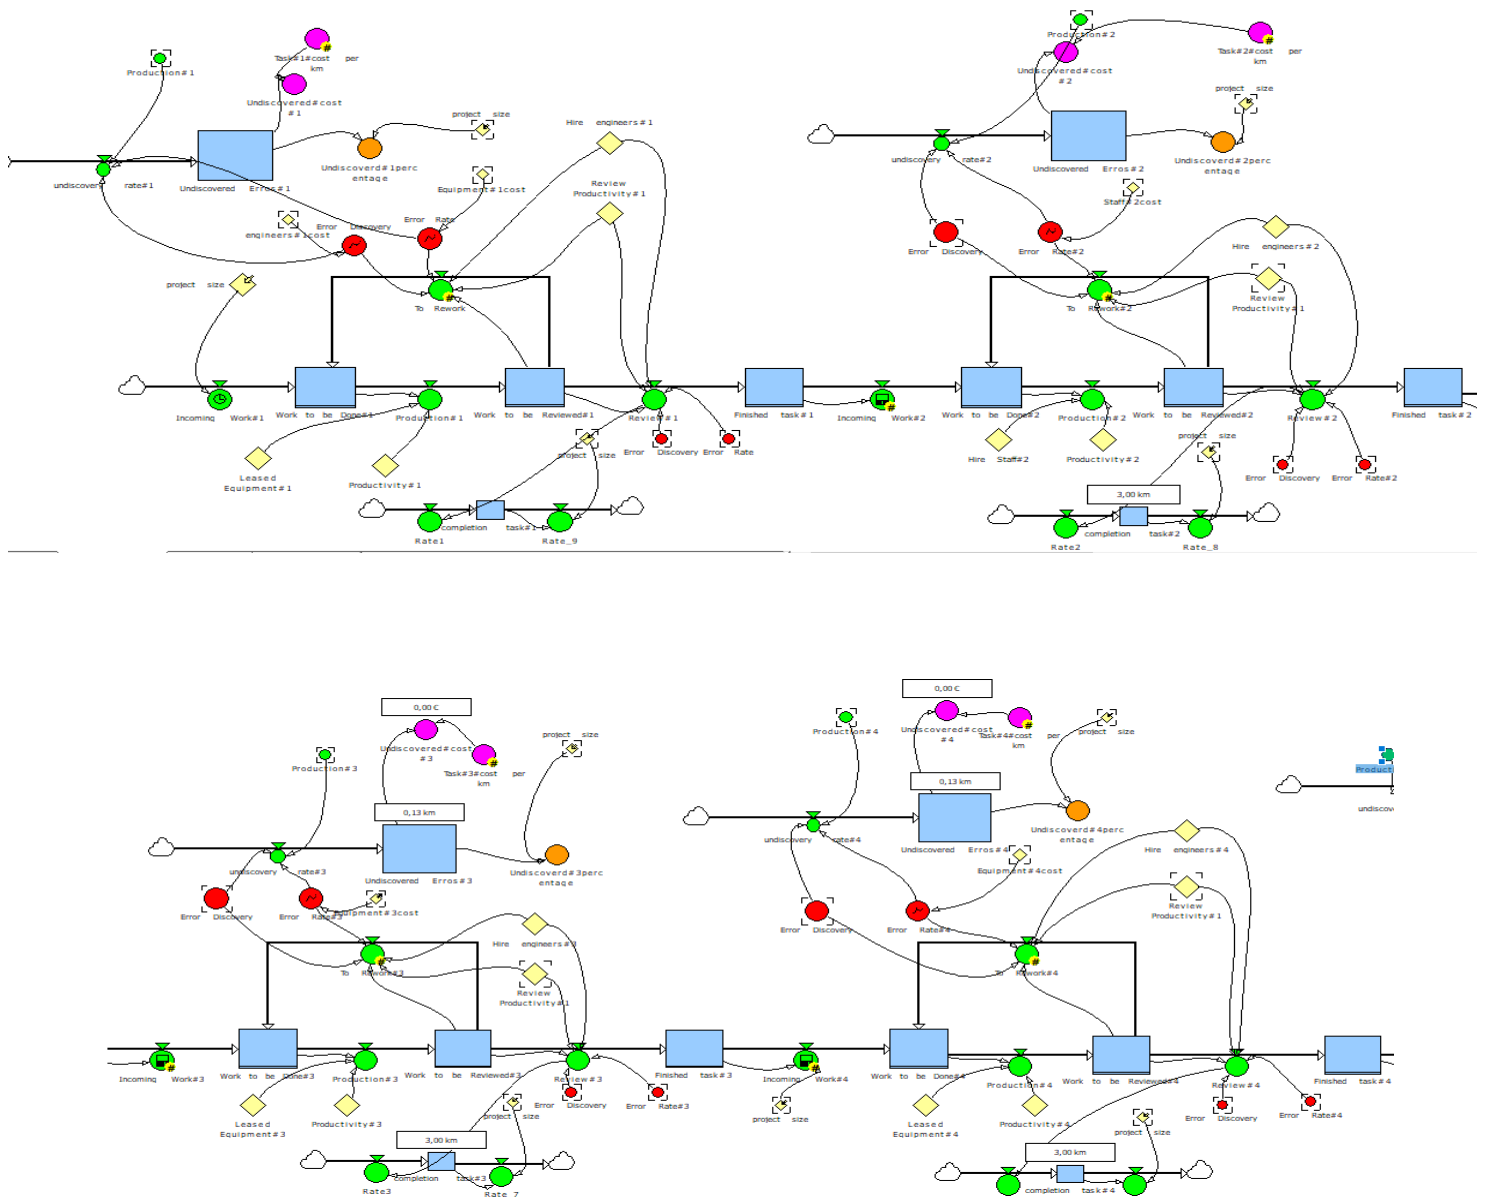 Production#1
Task#1#cost per
km
Undiscovered#cost
#1
project size
Undiscoverd#1perc
entage
undiscovery rate#1
Undiscovered Erros#1
Equipment#1cost
Hire engineers#1
Review
Productivity#1
engineers#1cost
Error Discovery
Error Rate
project size
To Rework
Incoming Work#1
Work to be Done#1
Production#1
Work to be Reviewed#1
Review#1
Finished task#1
Leased
Equipment#1
Productivity#1
project size
Error Discovery
Error Rate
Rate1
completion task#1
Rate_9
Production#2
Task#2#cost per
km
Undiscovered#cost
#2
project size
undiscovery rate#2
Undiscovered Erros#2
Undiscoverd#2perc
entage
Staff#2cost
Error Discovery
Error Rate#2
Hire engineers#2
Review
Productivity#1
To Rework#2
Incoming Work#2
Work to be Done#2
Production#2
Work to be Reviewed#2
Review#2
Finished task#2
Hire Staff#2
Productivity#2
project size
Error Discovery
Error Rate#2
3,00 km
Rate2
completion task#2
Rate_8
0,00 C
Undiscovered#cost
#3
Task#3#cost per
km
project size
Production#3
0,13 km
undiscovery rate#3
Undiscovered Erros#3
Undiscoverd#3perc
entage
Error Discovery
Error Rate#3
Equipment#3cost
Hire engineers#3
Review
Productivity#1
To Rework#3
Incoming Work#3
Work to be Done#3
Production#3
Work to be Reviewed#3
Review#3
Finished task#3
Leased
Equipment#3
Productivity#3
project size
Error Discovery
Error Rate#3
3,00 km
Rate3
completion task#3
Rate_7
0,00 C
Production#4
Undiscovered#cost
#4
Task#4#cost per
km
project size
0,13 km
undiscovery rate#4
Undiscovered Erros#4
Undiscoverd#4perc
entage
Equipment#4cost
Hire engineers#4
Review
Productivity#1
Error Discovery
Error Rate#4
To Rework#4
Incoming Work#4
Work to be Done#4
Production#4
Work to be Reviewed#4
Review#4
Finished task#4
project size
Leased
Equipment#4
Productivity#4
project size
Error Discovery
Error Rate#4
3,00 km
completion task#4
Product
undiscov